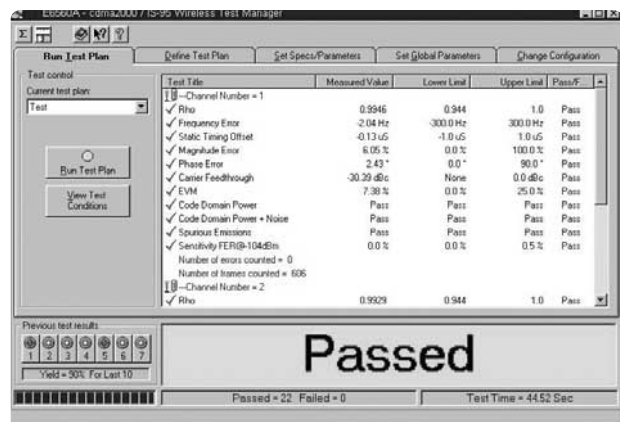 E6560A - cdma2000 / IS-95 Wireless Test Manager
Run Test Plan
Define Test Plan
Set Specs/Parameters
Set Global Parameters
Change Configuration
Test control
Current test plan:
Test
Run Test Plan
View Test
Conditions
Test Title Measured Value Lower Limit Upper Limit Pass/F...
—Channel Number = 1
Rho 0.9946 0.944 1.0 Pass
Frequency Error -2.04 Hz -300.0 Hz 300.0 Hz Pass
Static Timing Offset -0.13 uS -1.0 uS 1.0 uS Pass
Magnitude Error 6.05 % 0.0 % 100.0 % Pass
Phase Error 2.43 ° 0.0 ° 90.0 ° Pass
Carrier Feedthrough -30.39 dBc None 0.0 dBc Pass
EVM 7.38 % 0.0 % 25.0 % Pass
Code Domain Power Pass Pass Pass Pass
Code Domain Power + Noise Pass Pass Pass Pass
Spurious Emissions Pass Pass Pass Pass
Sensitivity FER@-104dBm 0.0 % 0.0 % 0.5 % Pass
Number of errors counted = 0
Number of frames counted = 606
—Channel Number = 2
Rho 0.9929 0.944 1.0 Pass
Previous test results
1 2 3 4 5 6 7
Yield = 90% For Last 10
Passed
Passed = 22 Failed = 0
Test Time = 44.52 Sec